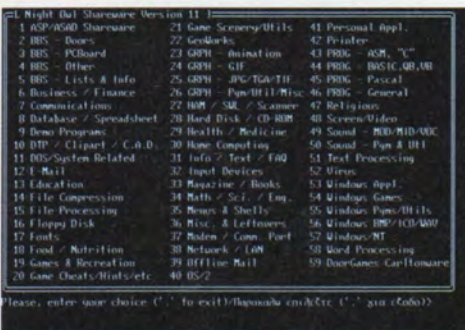 [ Night Owl Shareware Version 11 ]
1 ASP/ASAD Shareware
2 BBS - Doors
3 BBS - PCBoard
4 BBS - Other
5 BBS - Lists & Info
6 Business / Finance
7 Communications
8 Database / Spreadsheet
9 Demo Programs
10 DTP / Clipart / C.A.D.
11 DOS/System Related
12 E-Mail
13 Education
14 File Compression
15 File Processing
16 Floppy Disk
17 Fonts
18 Food / Nutrition
19 Games & Recreation
20 Game Cheats/Hints/etc
21 Game Scenery/Utils
22 GeoWorks
23 GRPH - Animation
24 GRPH - GIF
25 GRPH - JPG/TGA/TIF
26 GRPH - Pgm/Util/Misc
27 HAM / SWL / Scanner
28 Hard Disk / CD-ROM
29 Health / Medicine
30 Home Computing
31 Info / Text / FAQ
32 Input Devices
33 Magazine / Books
34 Math / Sci. / Eng.
35 Menus & Shells
36 Misc. & Leftovers
37 Modem / Comm. Port
38 Network / LAN
39 Offline Mail
40 OS/2
41 Personal Appl.
42 Printer
43 PROG - ASM, "C"
44 PROG - BASIC,QB,VB
45 PROG - Pascal
46 PROG - General
47 Religious
48 Screen/Video
49 Sound - MOD/MID/VOC
50 Sound - Pgm & Utl
51 Text Processing
52 Virus
53 Windows Appl.
54 Windows Games
55 Windows Pgms/Utils
56 Windows BMP/ICO/WAV
57 Windows/NT
58 Word Processing
59 DoorGames Carltonware
Please, enter your choice ('.' to exit)/Παρακαλω επιλεξτε ('.' για εξοδο)>